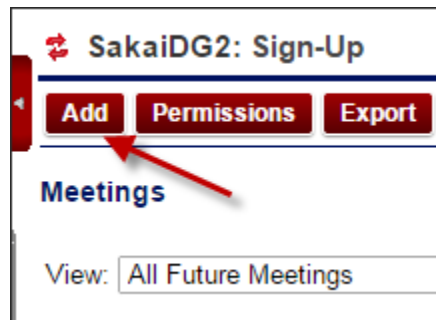 SakaiDG2: Sign-Up
Add Permissions Export
Meetings
View: All Future Meetings